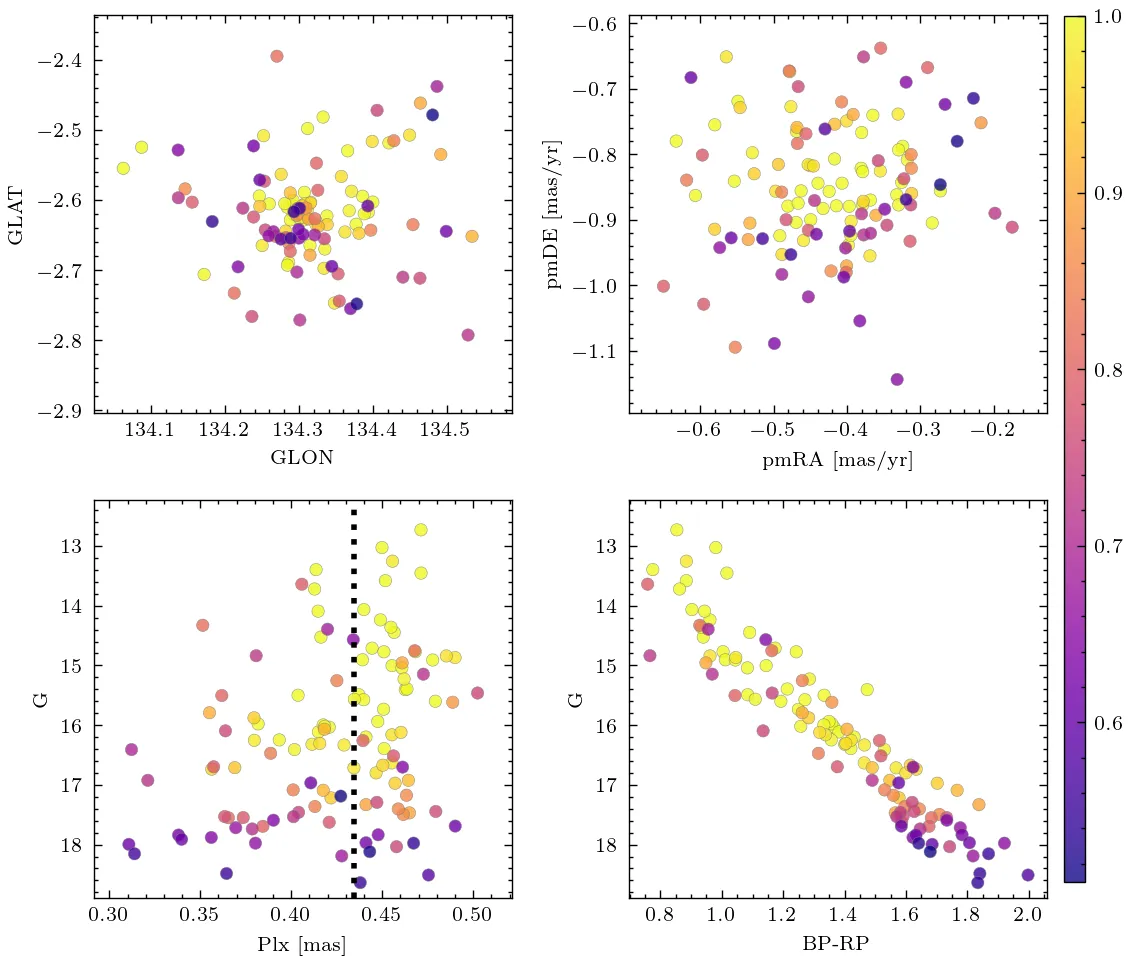 −2.4
−2.5
−2.6
−2.7
−2.8
−2.9
GLAT
134.1 134.2 134.3 134.4 134.5
GLON
−0.6
−0.7
−0.8
−0.9
−1.0
−1.1
pmDE [mas/yr]
−0.6 −0.5 −0.4 −0.3 −0.2
pmRA [mas/yr]
1.0
0.9
0.8
0.7
0.6
13
14
15
16
17
18
G
0.30 0.35 0.40 0.45 0.50
Plx [mas]
13
14
15
16
17
18
G
0.8 1.0 1.2 1.4 1.6 1.8 2.0
BP-RP